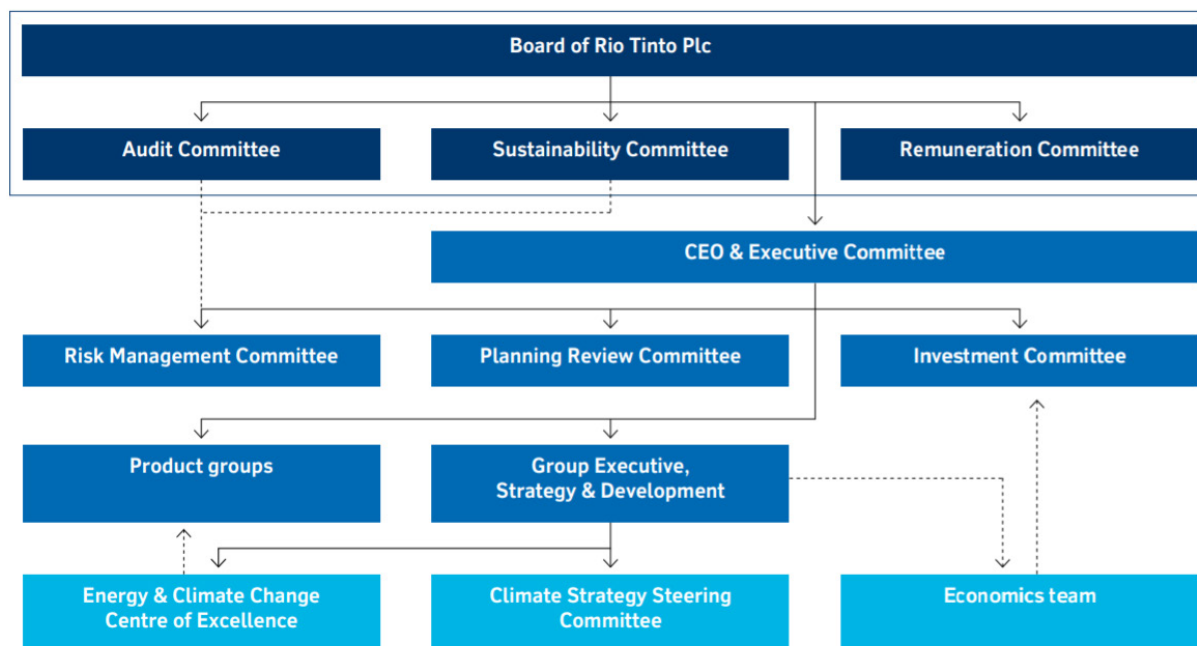 Board of Rio Tinto Plc
Audit Committee
Sustainability Committee
Remuneration Committee
CEO & Executive Committee
Risk Management Committee
Planning Review Committee
Investment Committee
Product groups
Group Executive,
Strategy & Development
Energy & Climate Change
Centre of Excellence
Climate Strategy Steering
Committee
Economics team